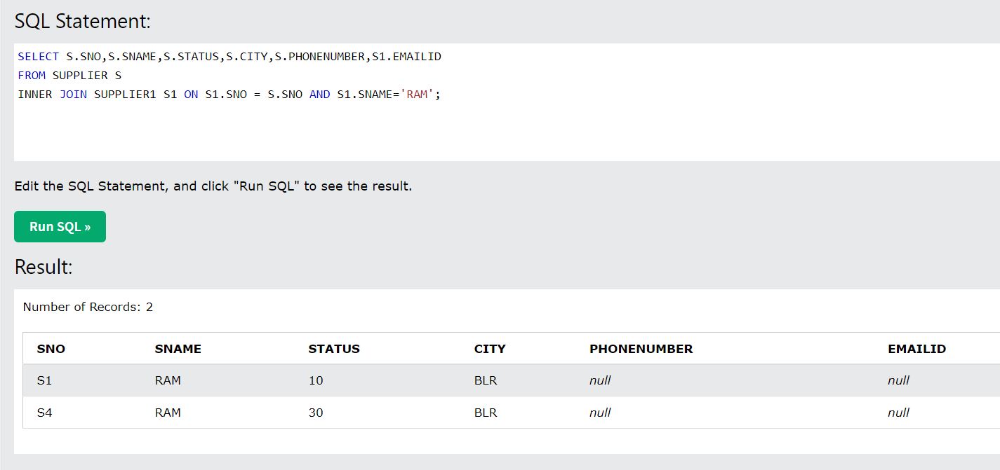 SQL Statement:
SELECT S.SNO,S.SNAME,S.STATUS,S.CITY,S.PHONENUMBER,S1.EMAILID
FROM SUPPLIER S
INNER JOIN SUPPLIER1 S1 ON S1.SNO = S.SNO AND S1.SNAME='RAM';
Edit the SQL Statement, and click "Run SQL" to see the result.
Run SQL »
Result:
Number of Records: 2
SNO SNAME STATUS CITY PHONENUMBER EMAILID
S1 RAM 10 BLR null null
S4 RAM 30 BLR null null